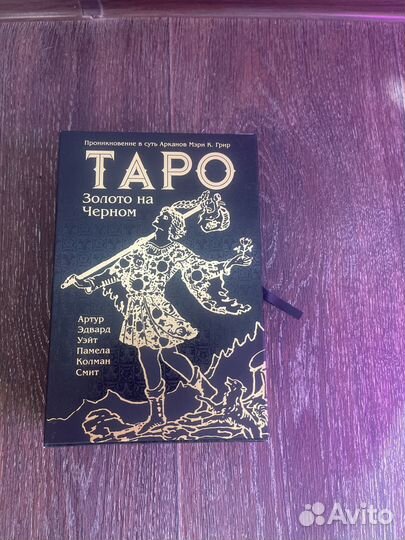 Проникновение в суть Арканов Мэри К. Грир
ТАРО
Золото на
Черном
Артур
Эдвард
Уэйт
Памела
Колман
Смит
Avito